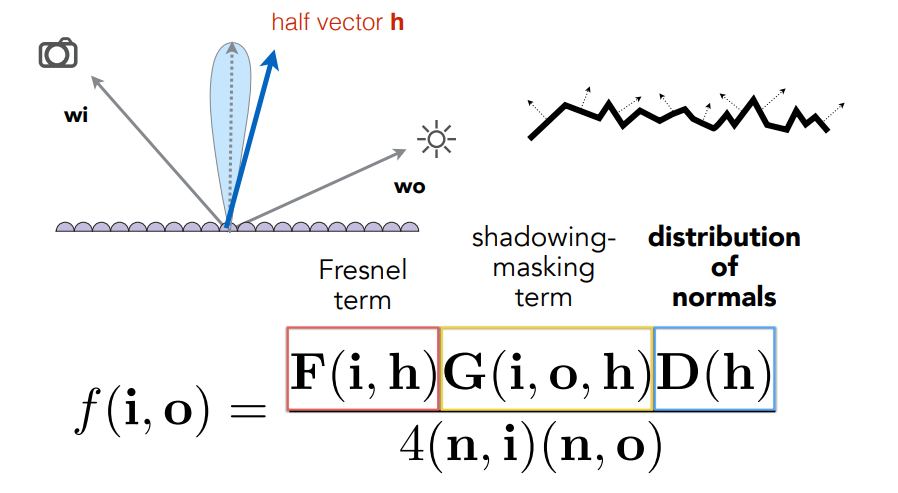 half vector h
wi
wo
shadowing-
masking
term
distribution
of
normals
Fresnel
term
f(i, o) = F(i, h)G(i, o, h)D(h)
4(n, i)(n, o)